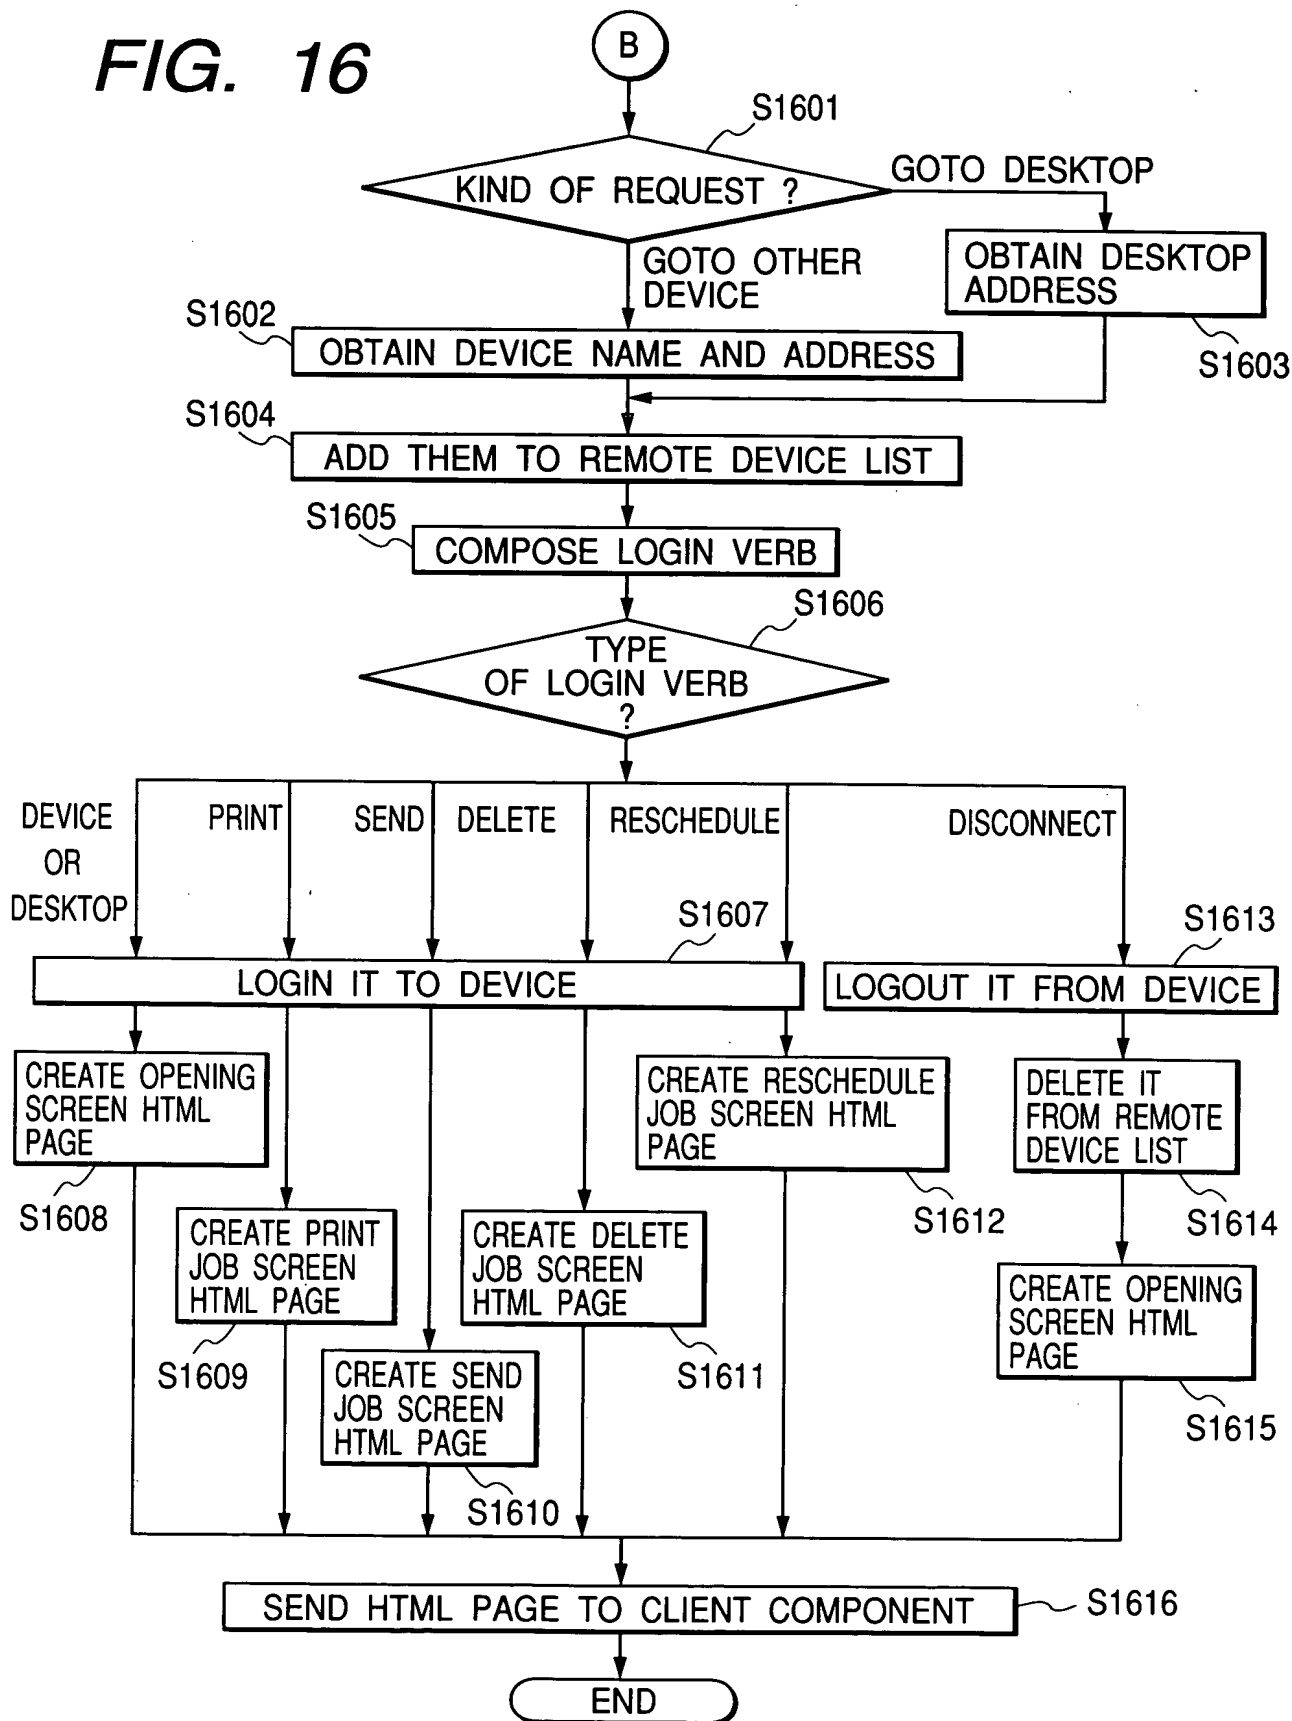 FIG. 16
B
S1601
KIND OF REQUEST ?
GOTO DESKTOP
GOTO OTHER
DEVICE
OBTAIN DESKTOP
ADDRESS
S1603
S1602
OBTAIN DEVICE NAME AND ADDRESS
S1604
ADD THEM TO REMOTE DEVICE LIST
S1605
COMPOSE LOGIN VERB
S1606
TYPE
OF LOGIN VERB
?
DEVICE
OR
DESKTOP
PRINT
SEND
DELETE
RESCHEDULE
DISCONNECT
S1607
LOGIN IT TO DEVICE
S1613
LOGOUT IT FROM DEVICE
CREATE OPENING
SCREEN HTML
PAGE
S1608
CREATE PRINT
JOB SCREEN
HTML PAGE
S1609
CREATE SEND
JOB SCREEN
HTML PAGE
S1610
CREATE DELETE
JOB SCREEN
HTML PAGE
S1611
CREATE RESCHEDULE
JOB SCREEN HTML
PAGE
S1612
DELETE IT
FROM REMOTE
DEVICE LIST
S1614
CREATE OPENING
SCREEN HTML
PAGE
S1615
SEND HTML PAGE TO CLIENT COMPONENT
S1616
END